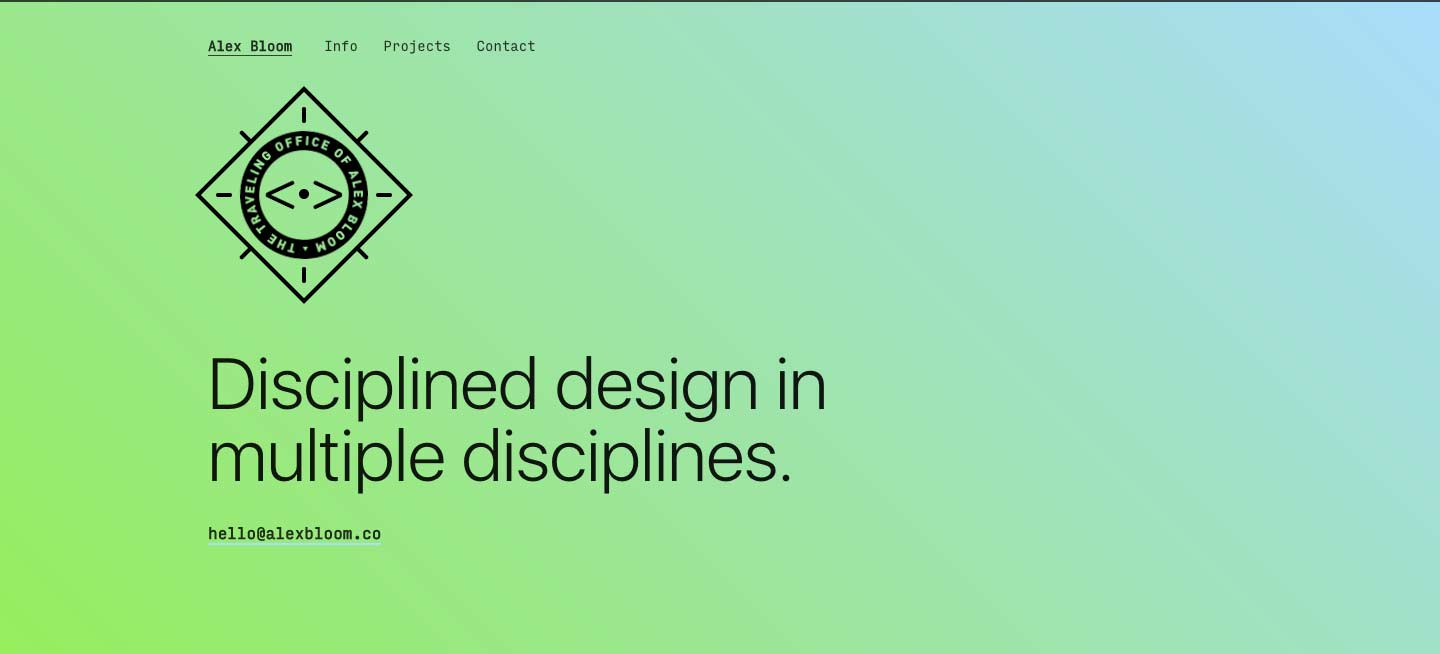 Alex Bloom Info Projects Contact
THE TRAVELING OFFICE OF ALEX BLOOM
<•>
Disciplined design in
multiple disciplines.
hello@alexbloom.co